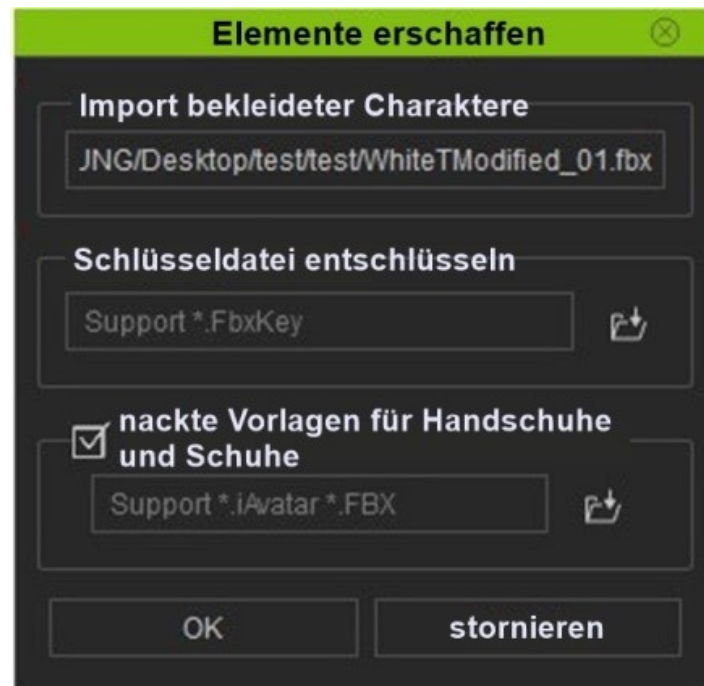 Elemente erschaffen
Import bekleideter Charaktere
JNG/Desktop/test/test/WhiteTModified_01.fbx
Schlüsseldatei entschlüsseln
Support *.FbxKey
nackte Vorlagen für Handschuhe
und Schuhe
Support *.iAvatar *.FBX
OK
stornieren